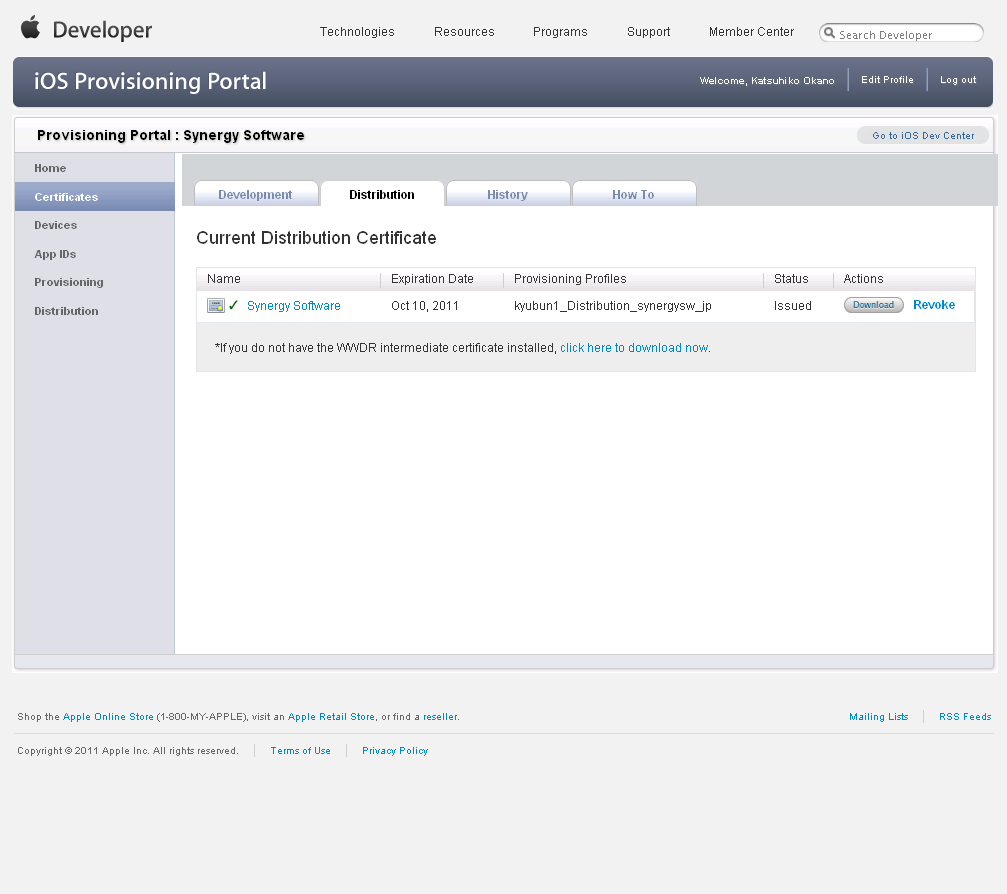 Developer
Technologies Resources Programs Support Member Center Search Developer
iOS Provisioning Portal
Welcome, Katsuhiko Okano Edit Profile Log out
Provisioning Portal : Synergy Software
Go to iOS Dev Center
Home
Certificates
Devices
App IDs
Provisioning
Distribution
Development Distribution History How To
Current Distribution Certificate
Name Expiration Date Provisioning Profiles Status Actions
Synergy Software Oct 10, 2011 kyubun1_Distribution_synergysw_jp Issued Download Revoke
*If you do not have the WWDR intermediate certificate installed, click here to download now.
Shop the Apple Online Store (1-800-MY-APPLE), visit an Apple Retail Store, or find a reseller.
Mailing Lists RSS Feeds
Copyright © 2011 Apple Inc. All rights reserved. Terms of Use Privacy Policy